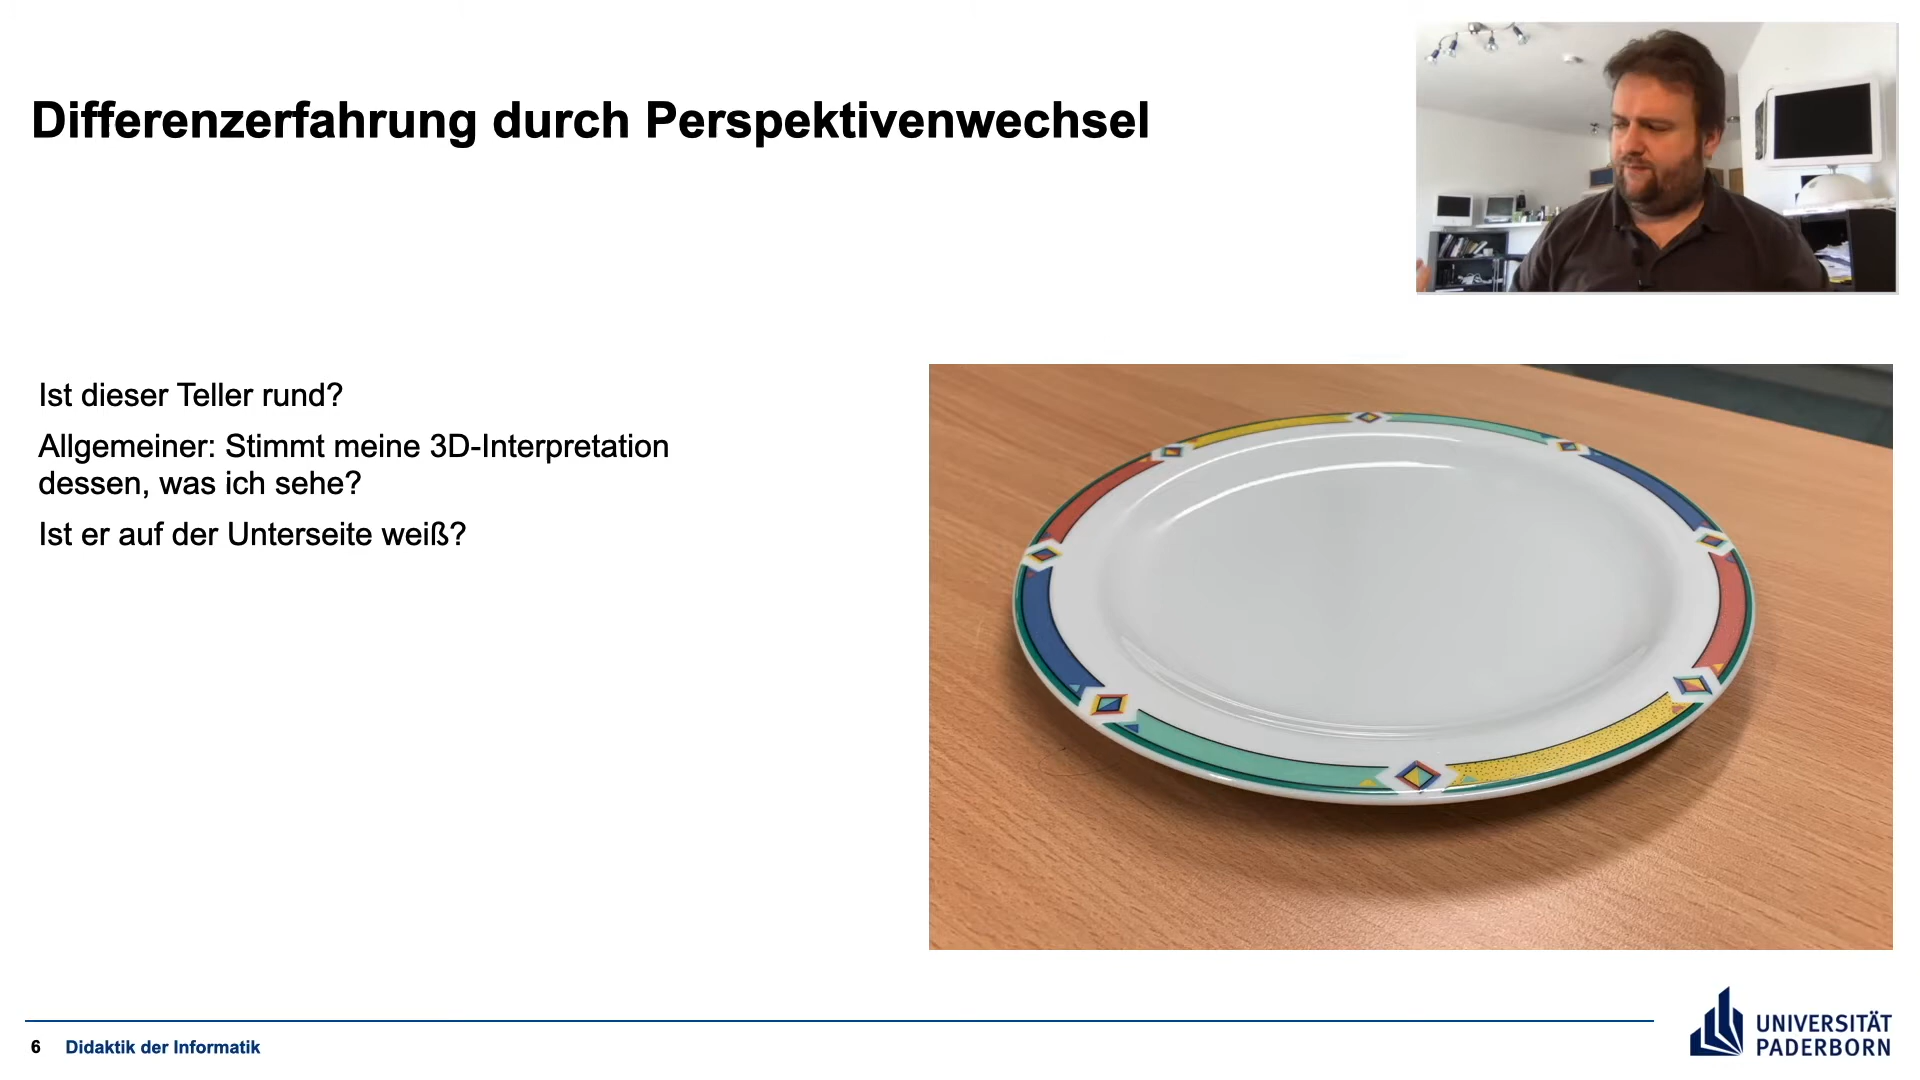 Differenzerfahrung durch Perspektivenwechsel
Ist dieser Teller rund?
Allgemeiner: Stimmt meine 3D-Interpretation
dessen, was ich sehe?
Ist er auf der Unterseite weiß?
6 Didaktik der Informatik
UNIVERSITÄT
PADERBORN